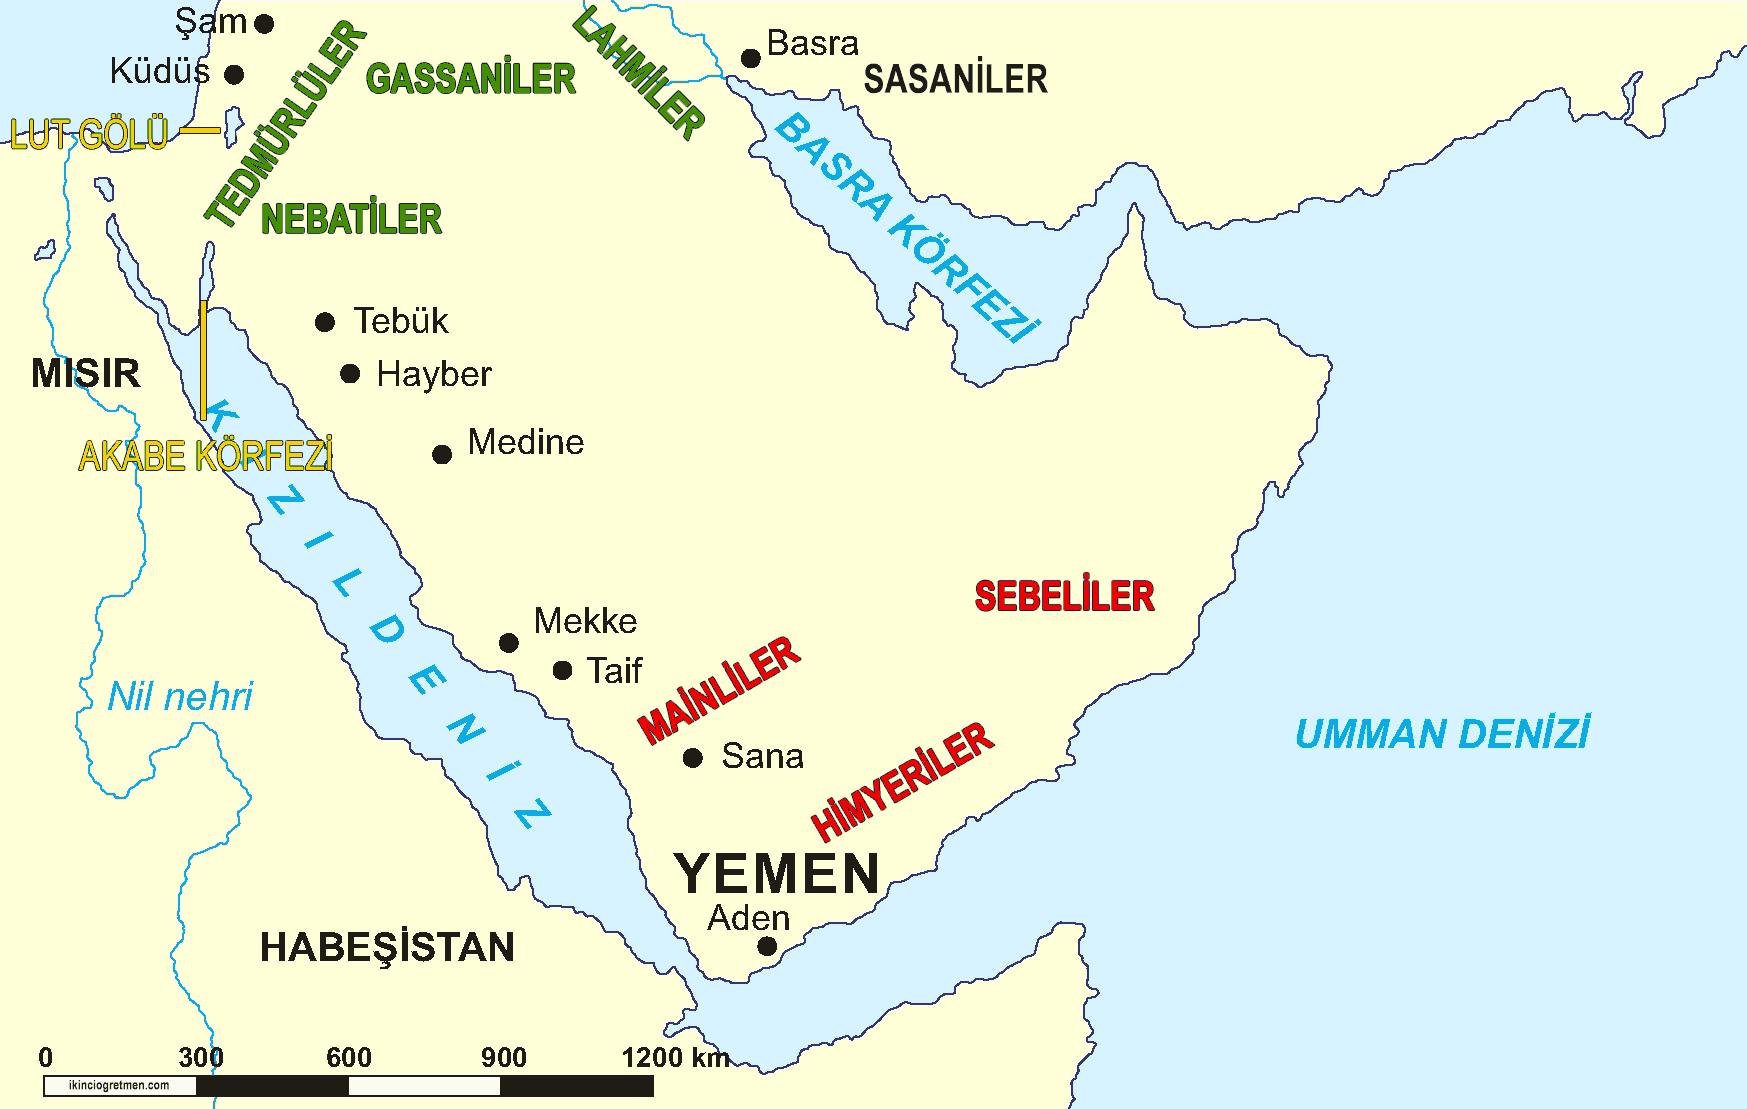 Şam
Küdüs
LUT GÖLÜ
TEDMÜRLÜLER
GASSANİLER
LAHMİLER
Basra
SASANİLER
NEBATİLER
BASRA KÖRFEZİ
Tebük
MISIR
Hayber
AKABE KÖRFEZİ
Medine
KIZILDENİZ
SEBELİLER
Mekke
Taif
MAİNLİLER
Nil nehri
Sana
HİMYERİLER
UMMAN DENİZİ
YEMEN
Aden
HABEŞİSTAN
0 300 600 900 1200 km
ikinciogretmen.com